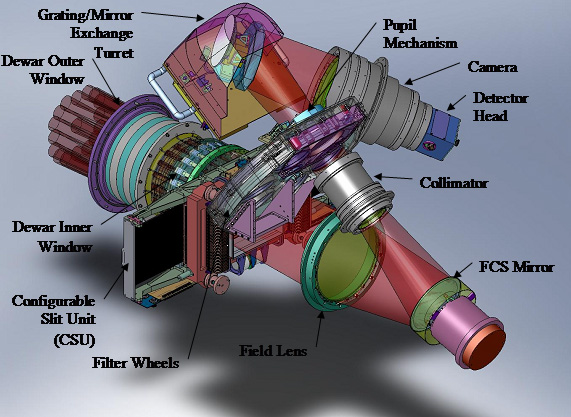 Grating/Mirror
Exchange
Turret
Dewar Outer
Window
Pupil
Mechanism
Camera
Detector
Head
Collimator
Dewar Inner
Window
FCS Mirror
Configurable
Slit Unit
(CSU)
Field Lens
Filter Wheels